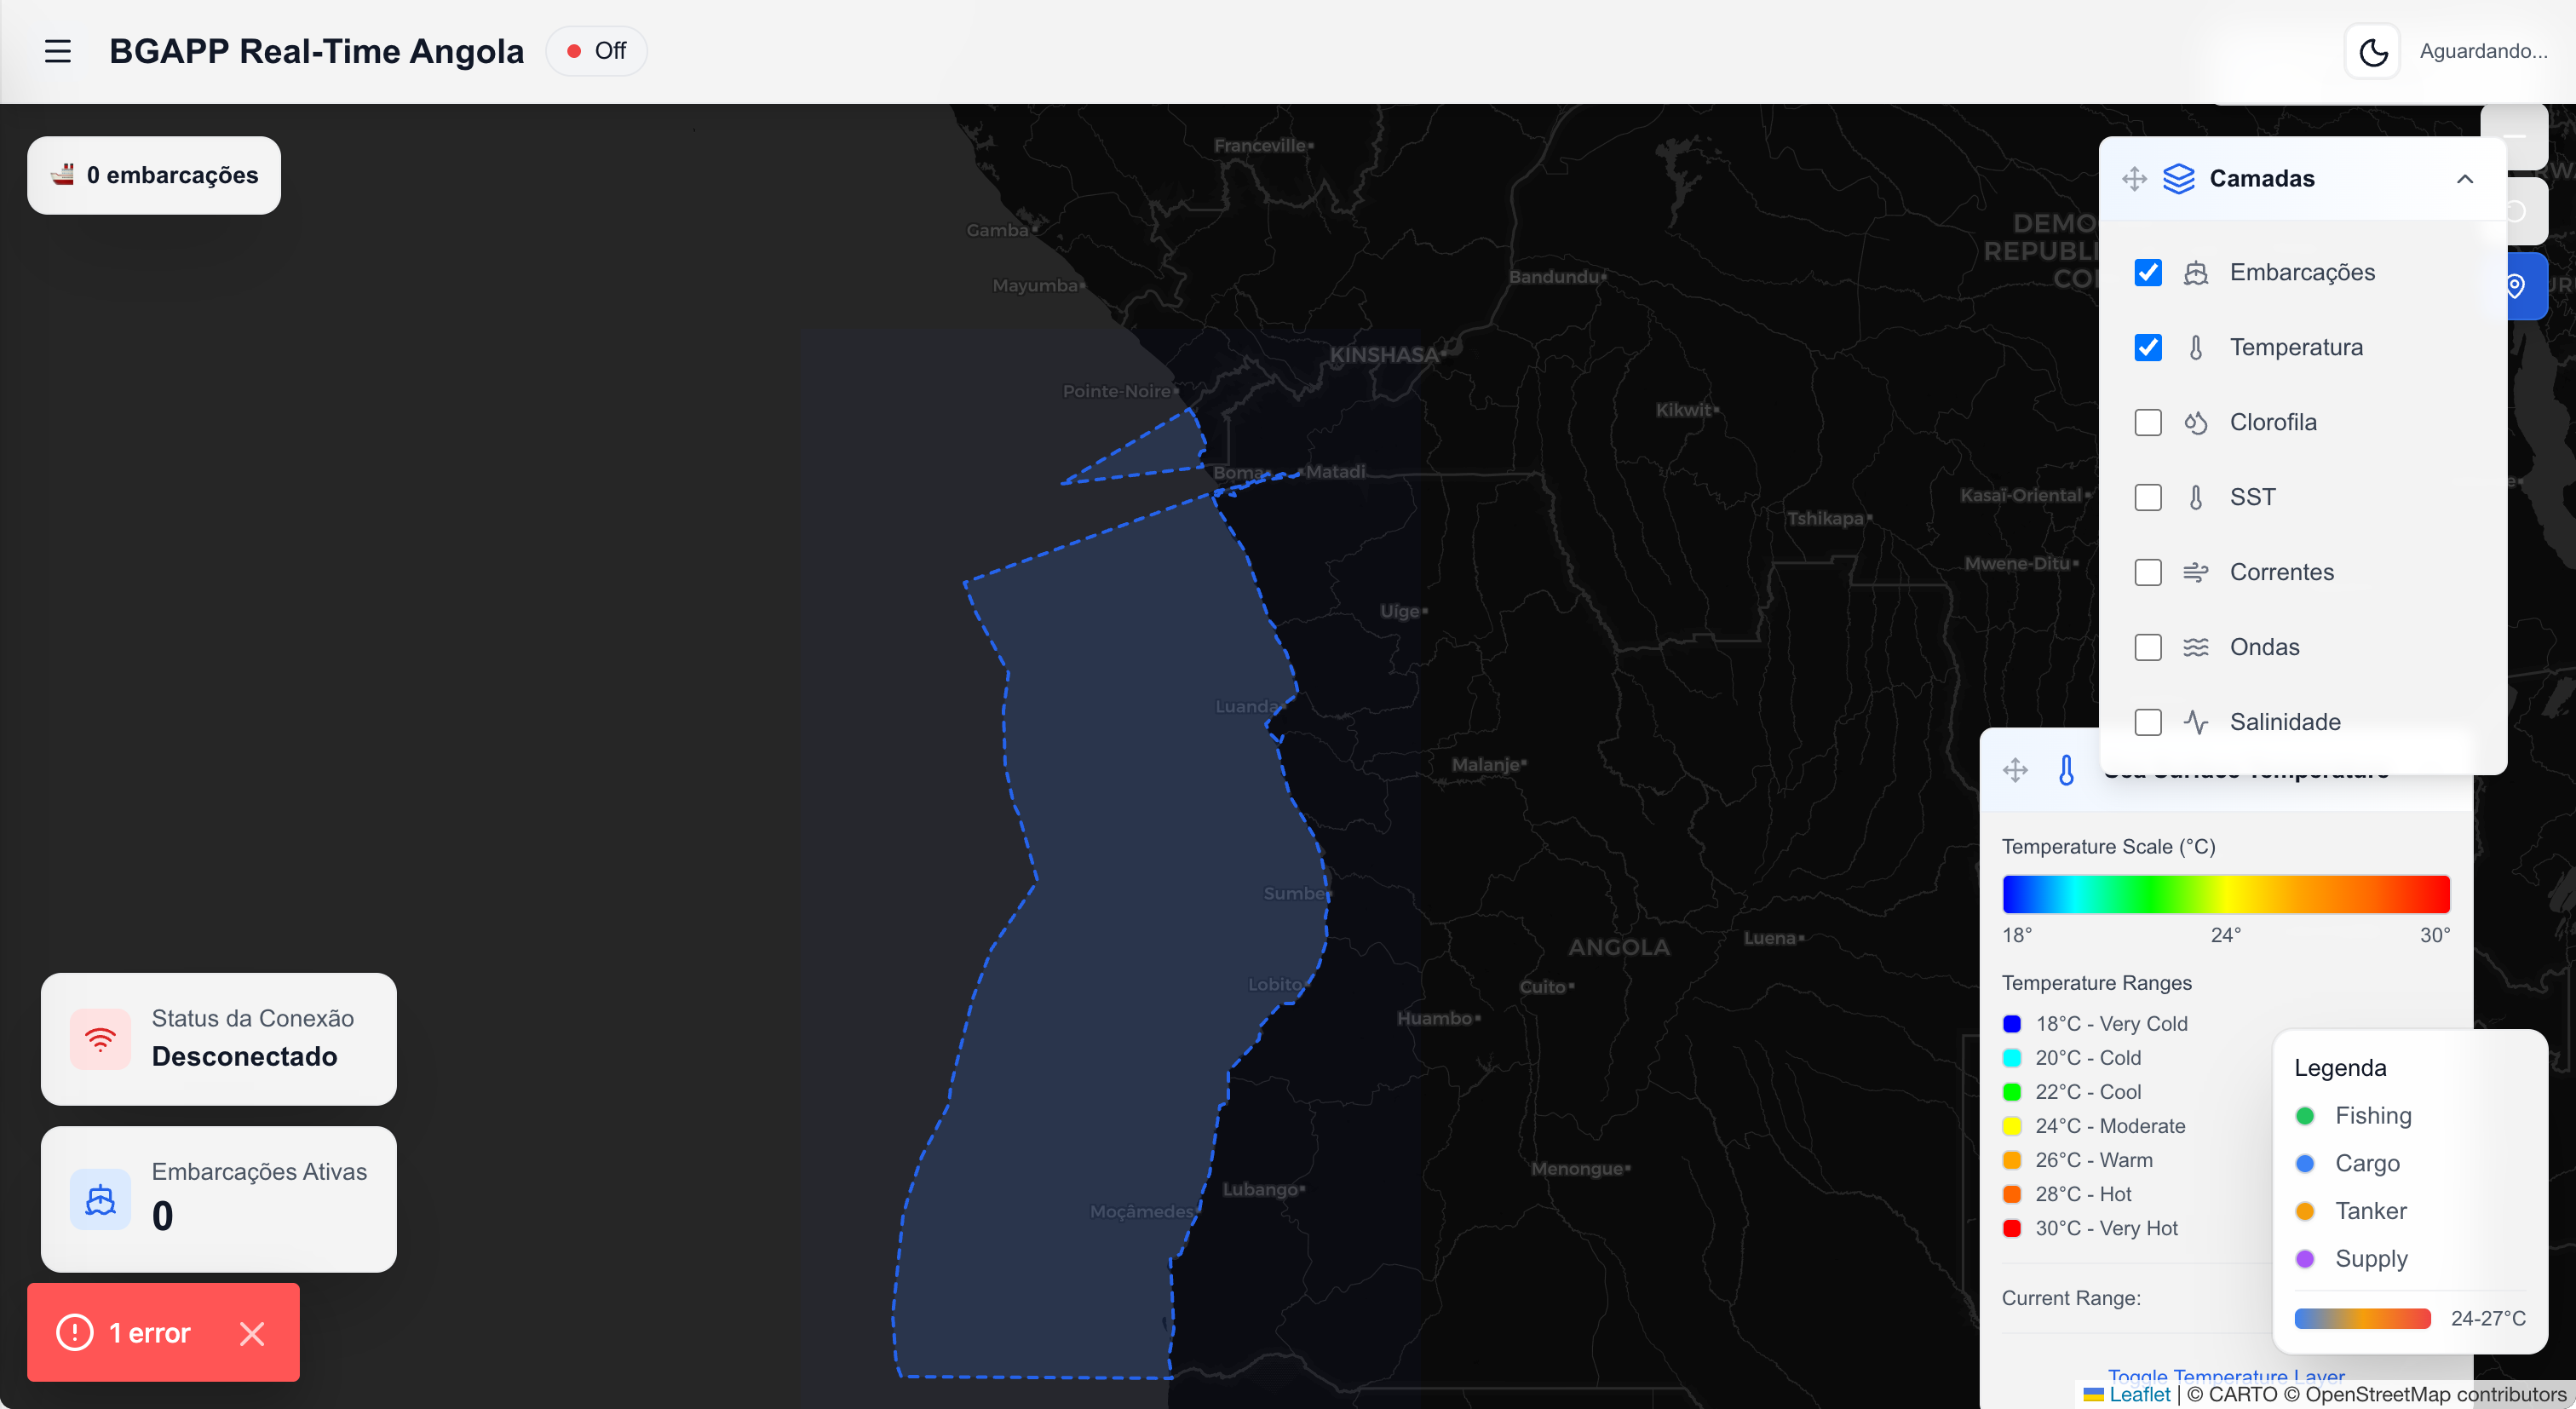 BGAPP Real-Time Angola
Off
Aguardando...
0 embarcações
Franceville
Gamba
Mayumba
Bandundu
KINSHASA
Pointe-Noire
Kikwit
Boma
Matadi
Kasaï-Oriental
Tshikapa
Mwene-Ditu
Uíge
Luanda
Malanje
Sumbe
ANGOLA
Luena
Lobito
Cuito
Huambo
Menongue
Lubango
Moçâmedes
DEMO
REPUBLI
CO
Camadas
Embarcações
Temperatura
Clorofila
SST
Correntes
Ondas
Salinidade
Sea Surface Temperature
Temperature Scale (°C)
18° 24° 30°
Temperature Ranges
18°C - Very Cold
20°C - Cold
22°C - Cool
24°C - Moderate
26°C - Warm
28°C - Hot
30°C - Very Hot
Current Range:
Toggle Temperature Layer
Legenda
Fishing
Cargo
Tanker
Supply
24-27°C
Status da Conexão
Desconectado
Embarcações Ativas
0
1 error
Leaflet | © CARTO © OpenStreetMap contributors